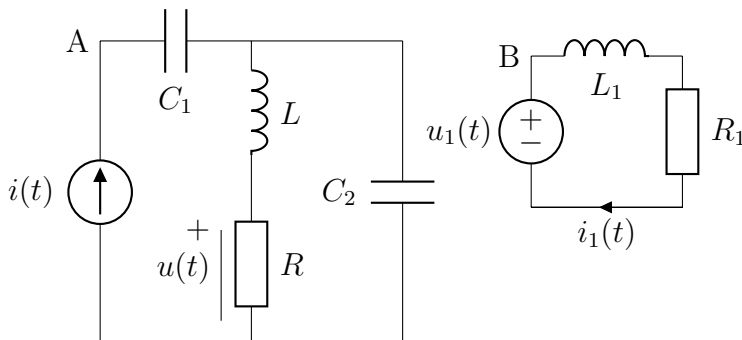 A
C₁
L
i(t)
+
u(t)
R
C₂
B
L₁
u₁(t)
+
−
R₁
i₁(t)